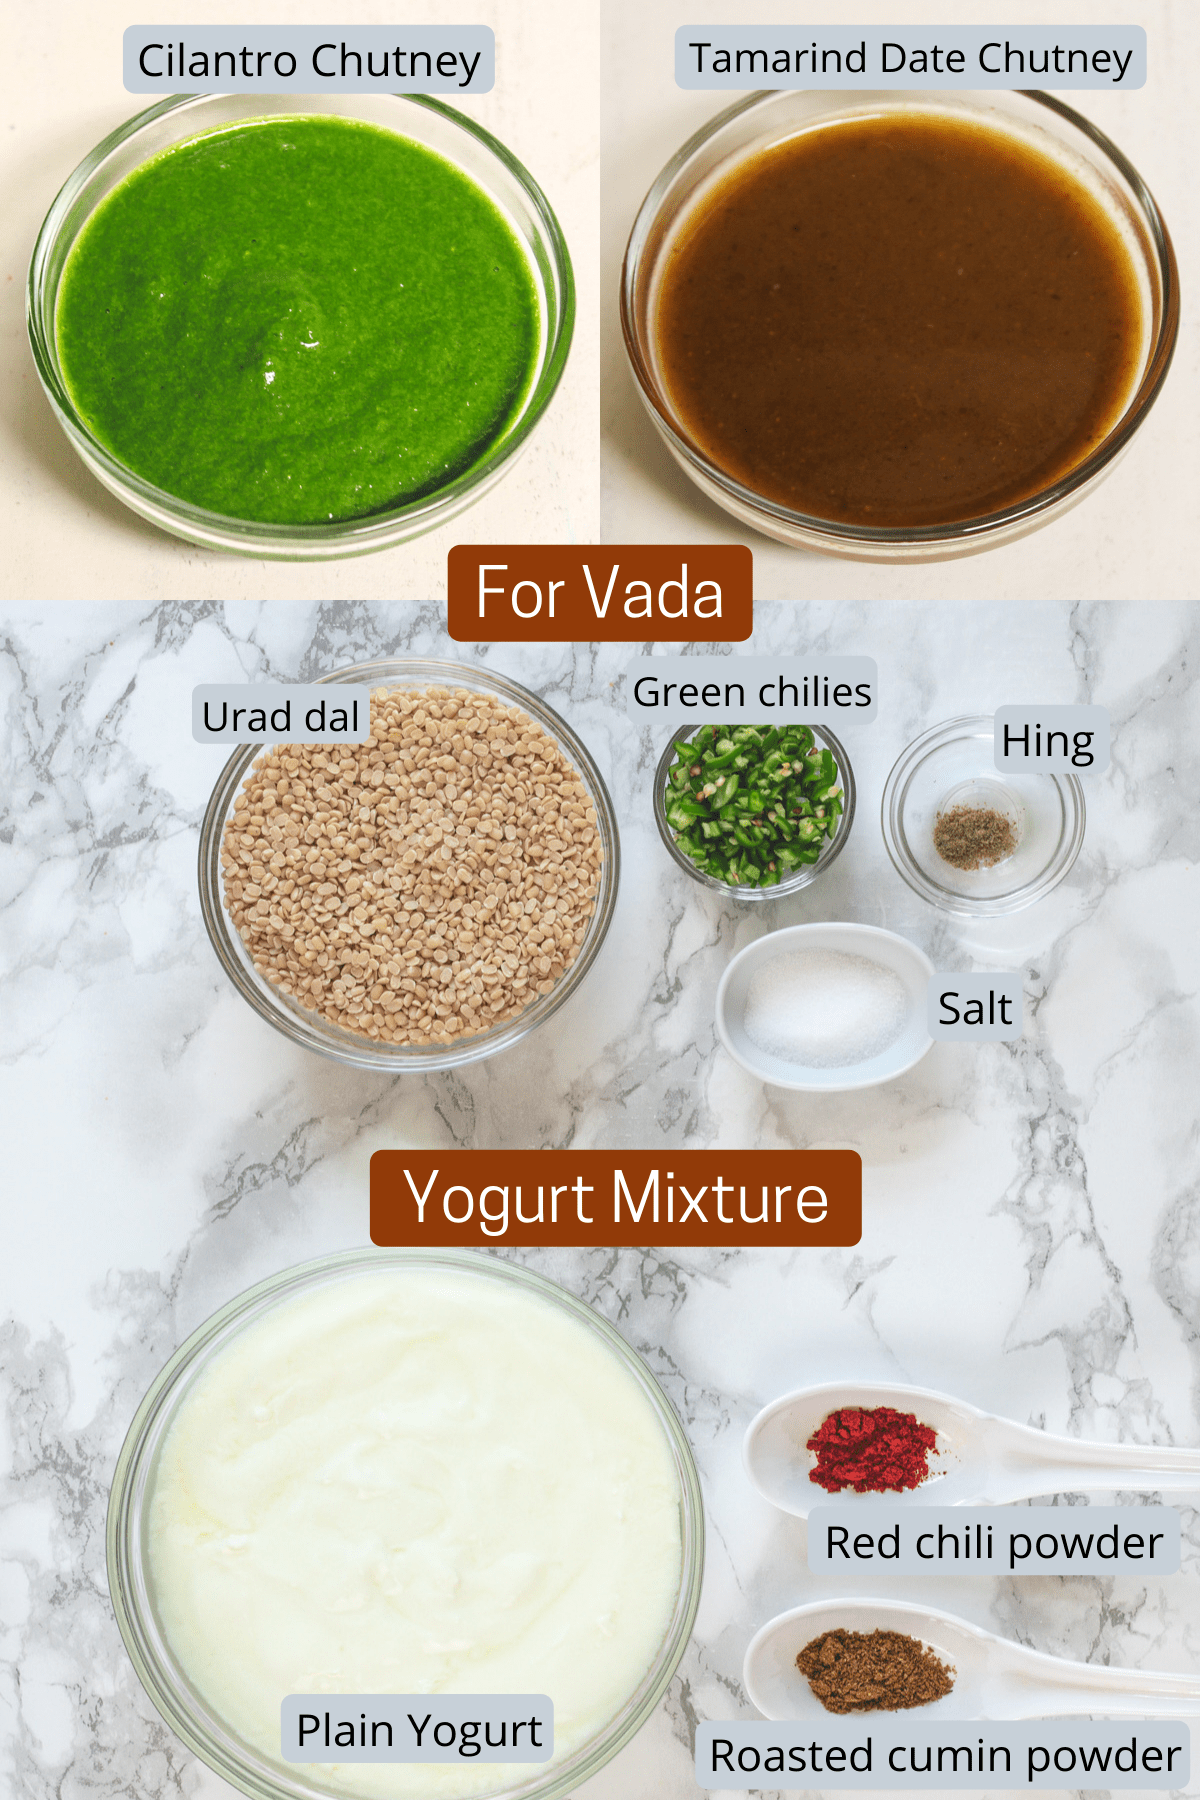 Cilantro Chutney
Tamarind Date Chutney
For Vada
Urad dal
Green chilies
Hing
Salt
Yogurt Mixture
Red chili powder
Plain Yogurt
Roasted cumin powder